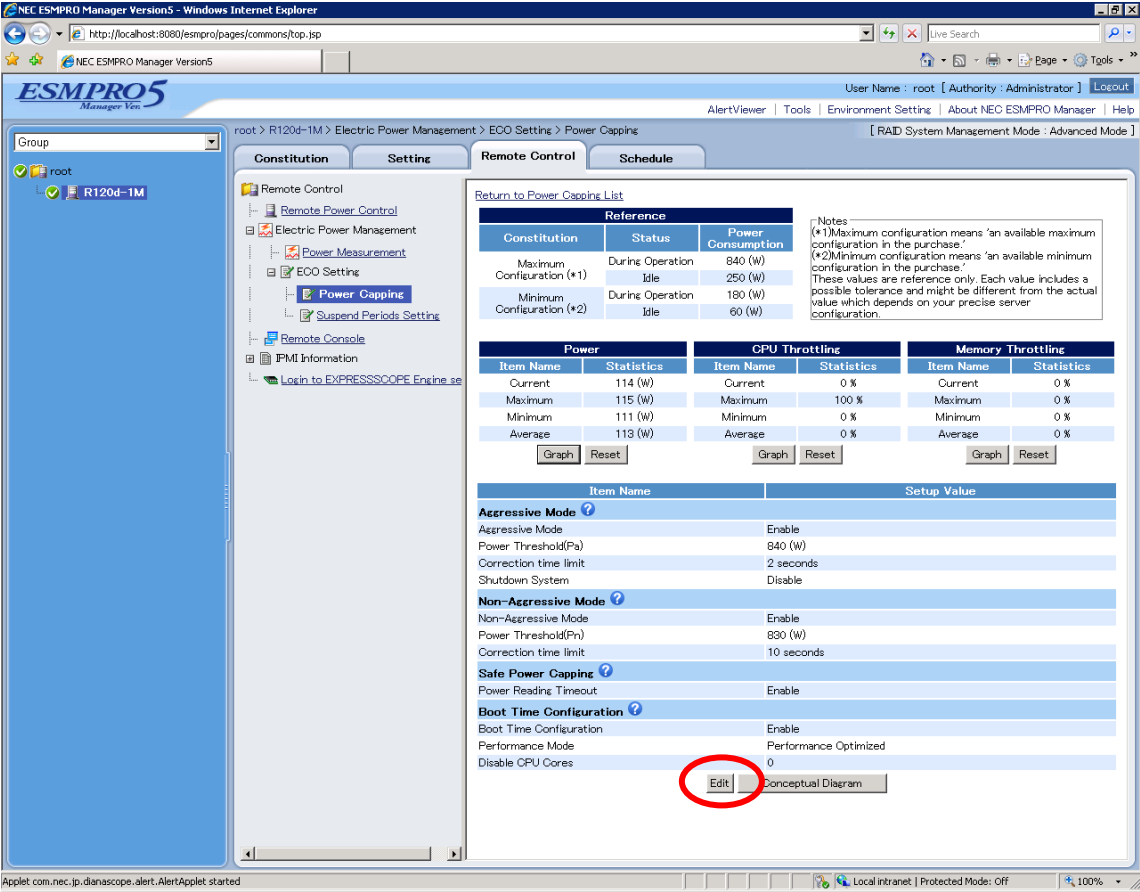 NEC ESMPRO Manager Version5 - Windows Internet Explorer
http://localhost:8080/esmpro/pages/commons/top.jsp
Live Search
NEC ESMPRO Manager Version5
Page
Tools
»
ESMPRO5
Manager Ver.
User Name : root [ Authority : Administrator ] Logout
AlertViewer | Tools | Environment Setting | About NEC ESMPRO Manager | Help
root > R120d-1M > Electric Power Management > ECO Setting > Power Capping
[ RAID System Management Mode : Advanced Mode ]
Group
root
R120d-1M
Constitution Setting Remote Control Schedule
Remote Control
Remote Power Control
Electric Power Management
Power Measurement
ECO Setting
Power Capping
Suspend Periods Setting
Remote Console
IPMI Information
Login to EXPRESSSCOPE Engine se
Return to Power Capping List
Reference
Constitution Status Power Consumption
Maximum Configuration (*1) During Operation 840 (W)
Idle 250 (W)
Minimum Configuration (*2) During Operation 180 (W)
Idle 60 (W)
Notes
(*1)Maximum configuration means 'an available maximum
configuration in the purchase.'
(*2)Minimum configuration means 'an available minimum
configuration in the purchase.'
These values are reference only. Each value includes a
possible tolerance and might be different from the actual
value which depends on your precise server
configuration.
Power CPU Throttling Memory Throttling
Item Name Statistics Item Name Statistics Item Name Statistics
Current 114 (W) Current 0 % Current 0 %
Maximum 115 (W) Maximum 100 % Maximum 0 %
Minimum 111 (W) Minimum 0 % Minimum 0 %
Average 113 (W) Average 0 % Average 0 %
Graph Reset Graph Reset Graph Reset
Item Name Setup Value
Aggressive Mode ?
Aggressive Mode Enable
Power Threshold(Pa) 840 (W)
Correction time limit 2 seconds
Shutdown System Disable
Non-Aggressive Mode ?
Non-Aggressive Mode Enable
Power Threshold(Pn) 830 (W)
Correction time limit 10 seconds
Safe Power Capping ?
Power Reading Timeout Enable
Boot Time Configuration ?
Boot Time Configuration Enable
Performance Mode Performance Optimized
Disable CPU Cores 0
Edit Conceptual Diagram
Applet com.nec.jp.dianascope.alert.AlertApplet started
Local intranet | Protected Mode: Off
100%